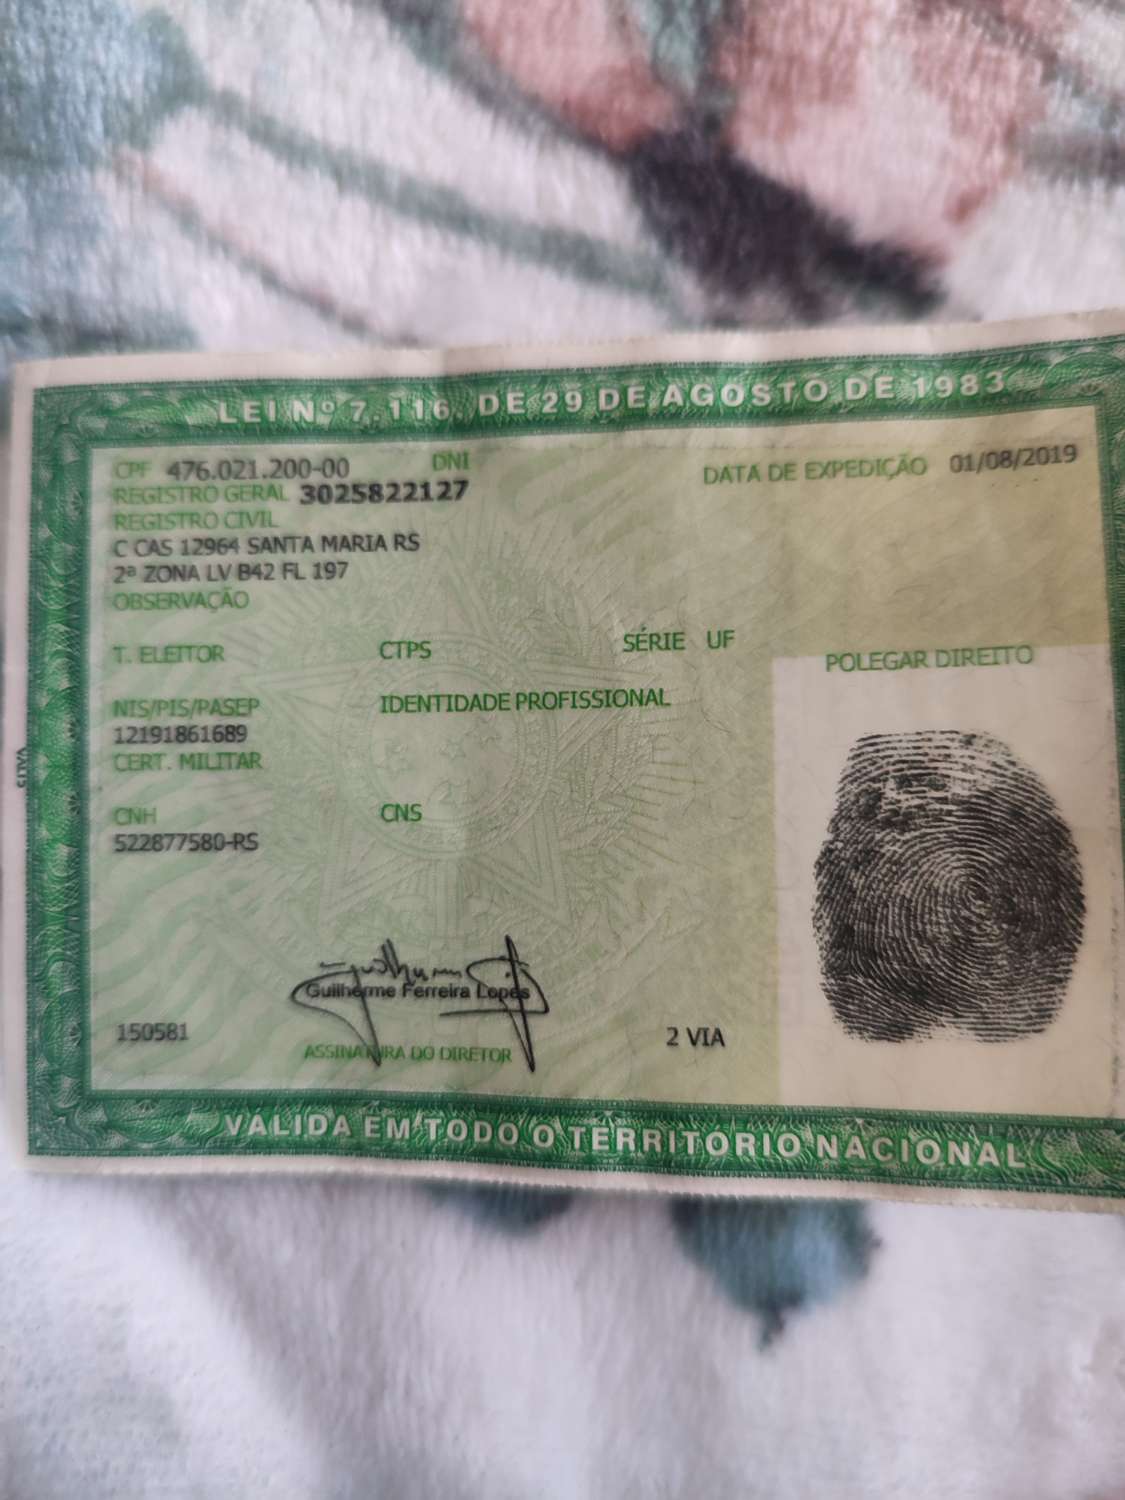 LEI Nº 7.116, DE 29 DE AGOSTO DE 1983
CPF 476.021.200-00 DNI
DATA DE EXPEDIÇÃO 01/08/2019
REGISTRO GERAL 3025822127
REGISTRO CIVIL
C CAS 12964 SANTA MARIA RS
2ª ZONA LV B42 FL 197
OBSERVAÇÃO
T. ELEITOR CTPS SÉRIE UF
POLEGAR DIREITO
NIS/PIS/PASEP IDENTIDADE PROFISSIONAL
12191861689
CERT. MILITAR
CNH CNS
522877580-RS
Guilherme Ferreira Lopes
150581 2 VIA
ASSINATURA DO DIRETOR
VÁLIDA EM TODO O TERRITÓRIO NACIONAL